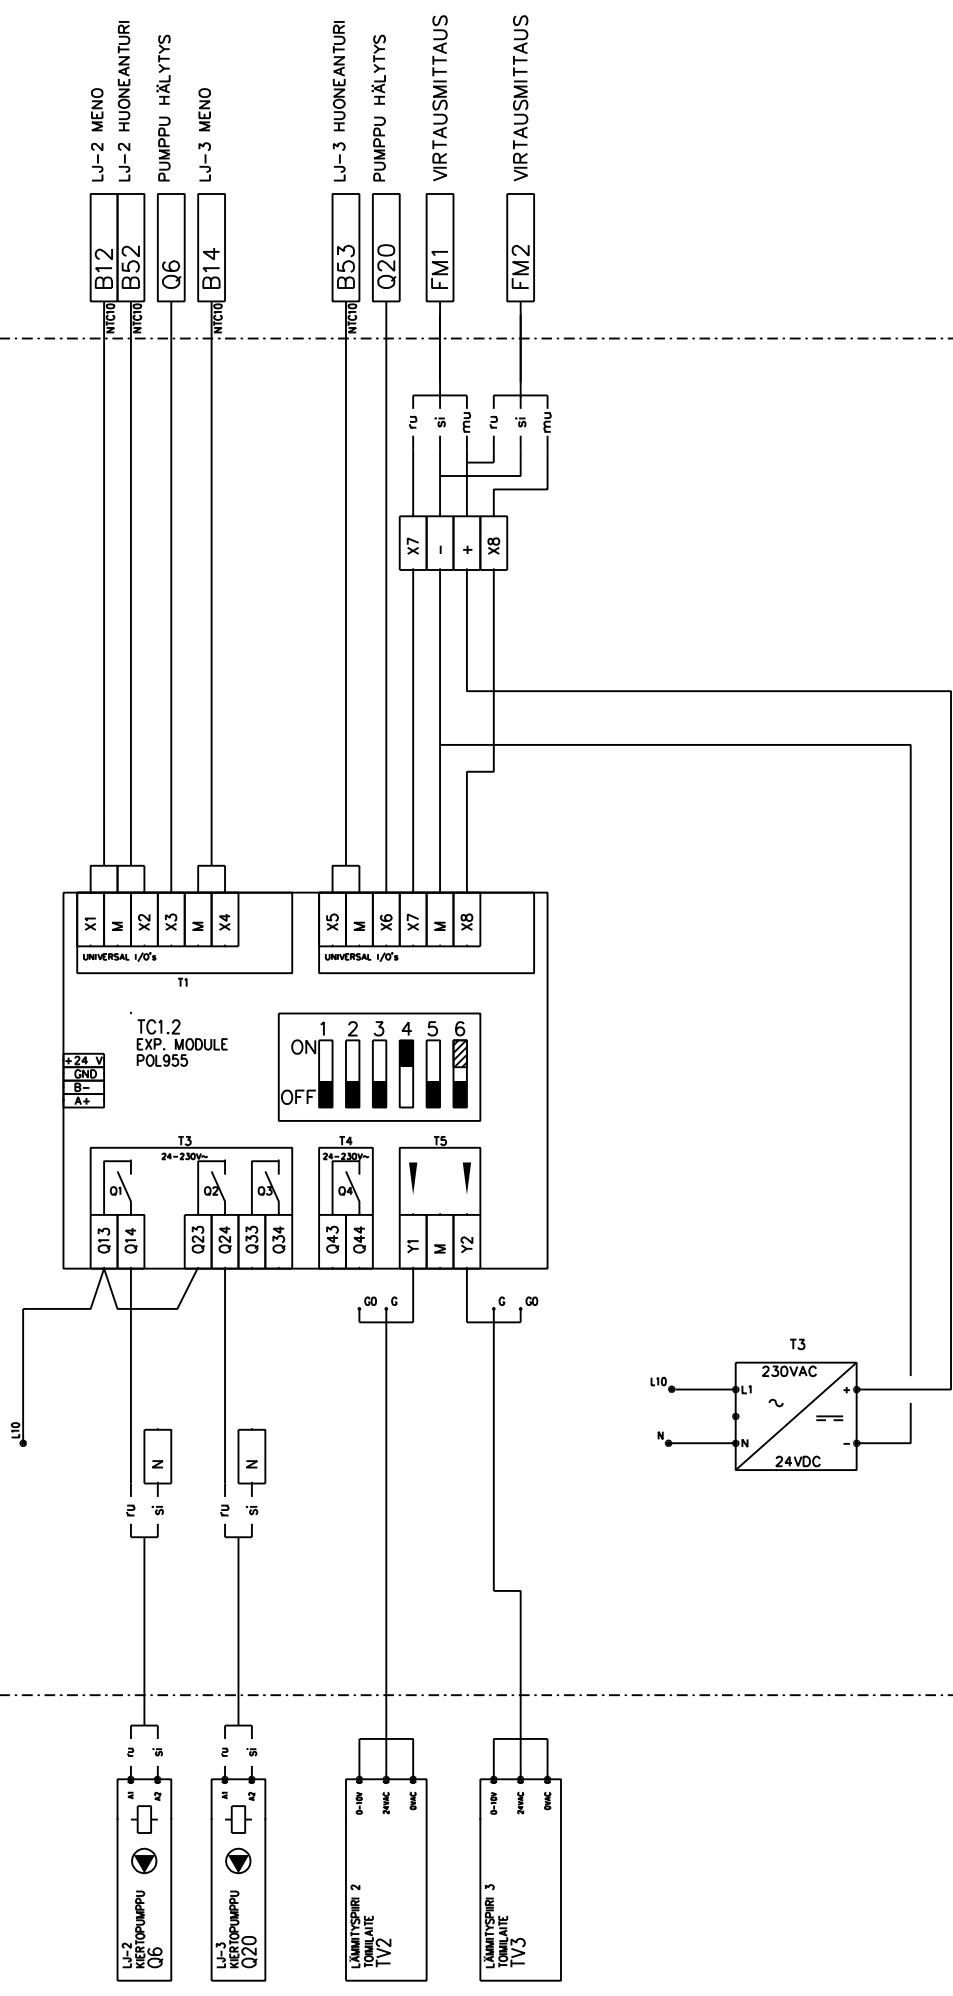 LJ-2 MENO
LJ-2 HUONEANTURI
PUMPPU HÄLYTYS
LJ-3 MENO
LJ-3 HUONEANTURI
PUMPPU HÄLYTYS
VIRTAUSMITTAUS
VIRTAUSMITTAUS
B12
B52
Q6
B14
B53
Q20
FM1
FM2
NTC10
NTC10
NTC10
NTC10
ru
si
mu
ru
si
mu
X7
-
+
X8
X1
M
X2
X3
M
X4
X5
M
X6
X7
M
X8
UNIVERSAL I/O's
UNIVERSAL I/O's
T1
TC1.2
EXP. MODULE
POL955
1 2 3 4 5 6
ON
OFF
+24 V
GND
B-
A+
T3
24-230V~
T4
24-230V~
T5
Q1
Q2
Q3
Q4
Q13
Q14
Q23
Q24
Q33
Q34
Q43
Q44
Y1
M
Y2
G0
G
G
G0
L10
N
N
ru
si
ru
si
T3
230VAC
L10
L1
+
~
N
N
-
24VDC
ru
si
ru
si
A1
A2
A1
A2
0-10V
24VAC
0VAC
0-10V
24VAC
0VAC
LJ-2
KIERTOPUMPPU
Q6
LJ-3
KIERTOPUMPPU
Q20
LÄMMITYSPIIRI 2
TOIMILAITE
TV2
LÄMMITYSPIIRI 3
TOIMILAITE
TV3